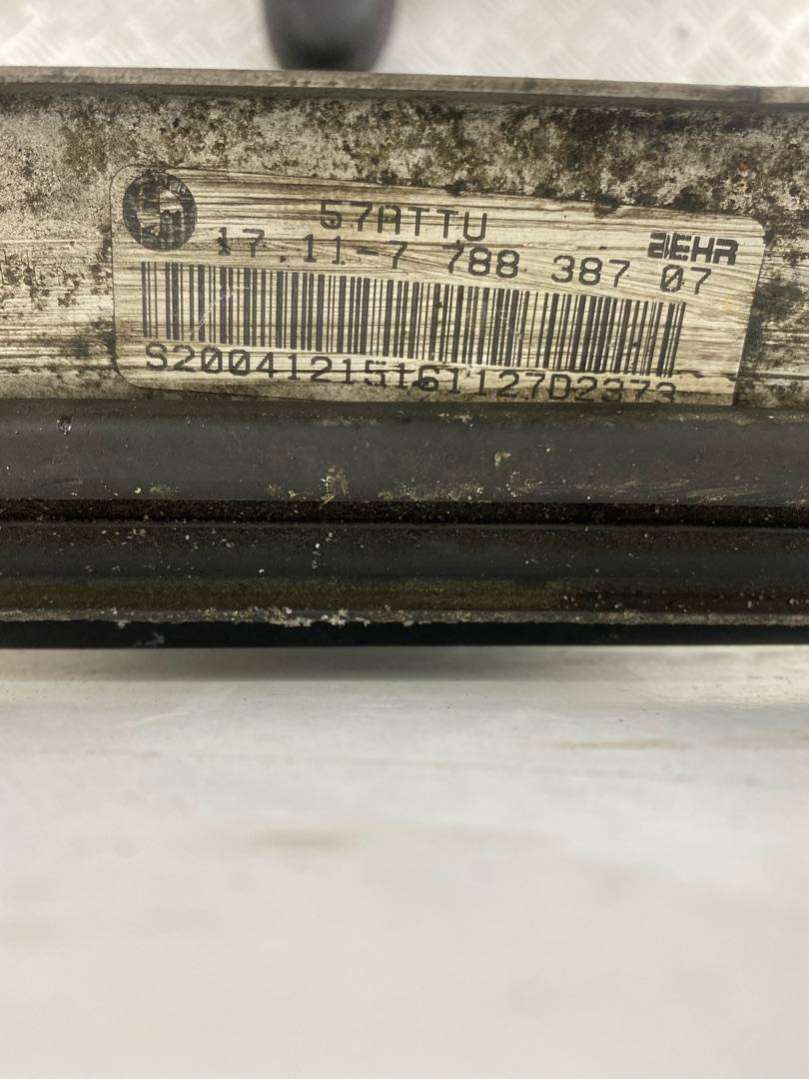 57ATTU
BEHR
17.11-7 788 387 07
S20041215161127D2373